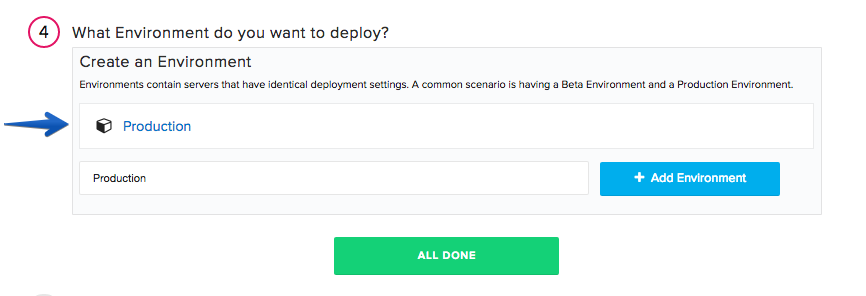 4 What Environment do you want to deploy?
Create an Environment
Environments contain servers that have identical deployment settings. A common scenario is having a Beta Environment and a Production Environment.
Production
Production
+ Add Environment
ALL DONE